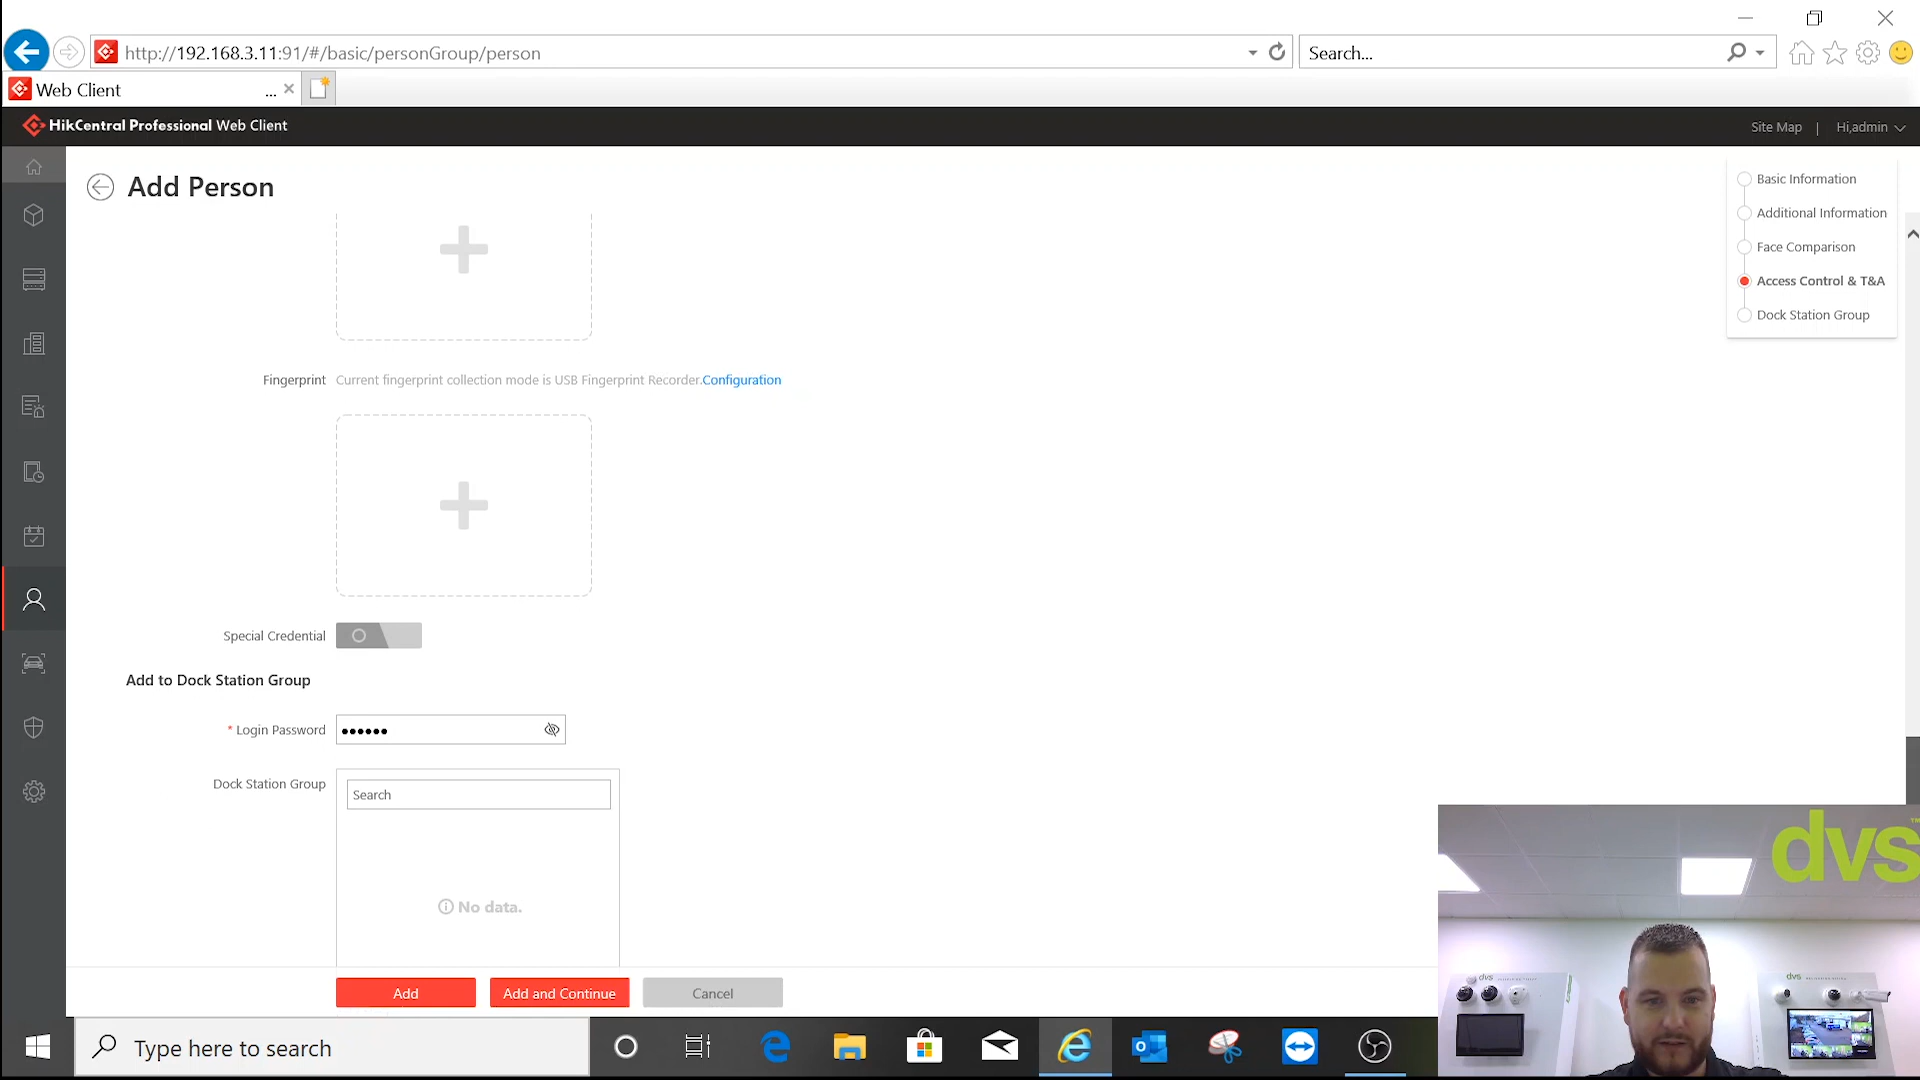 http://192.168.3.11:91/#/basic/personGroup/person
Search...
Web Client
...
HikCentral Professional Web Client
Site Map | Hi,admin
Add Person
Basic Information
Additional Information
Face Comparison
Access Control & T&A
Dock Station Group
Fingerprint Current fingerprint collection mode is USB Fingerprint Recorder.Configuration
Special Credential
Add to Dock Station Group
* Login Password ●●●●●●
Dock Station Group
Search
No data.
Add
Add and Continue
Cancel
dvs™
dvs
dvs
Type here to search